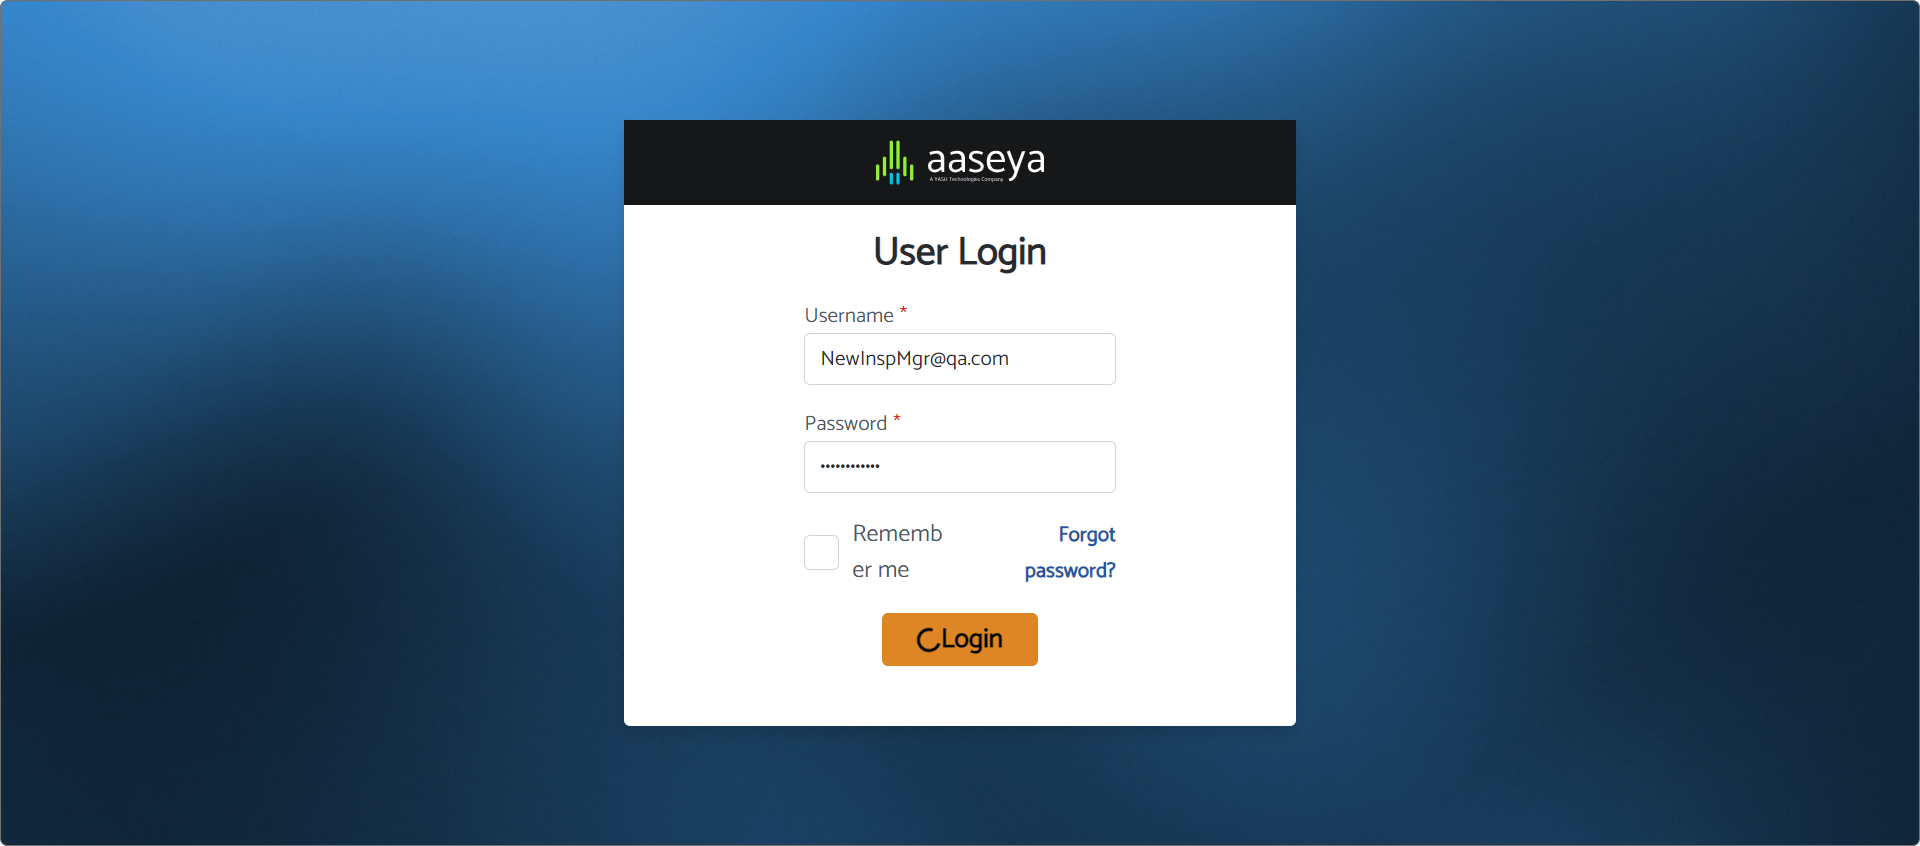 aaseya
A YASH Technologies Company
User Login
Username *
NewInspMgr@qa.com
Password *
••••••••••••
Rememb
er me
Forgot
password?
Login